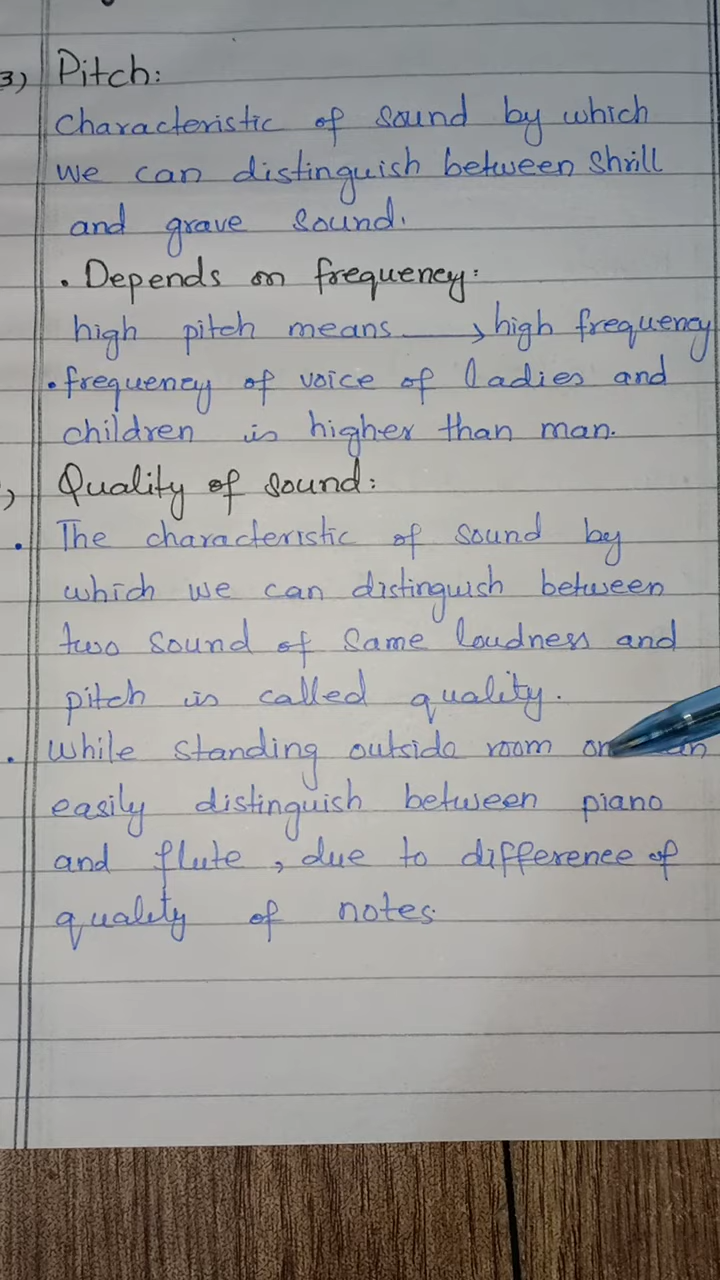 3) Pitch:
Characteristic of sound by which
we can distinguish between Shrill
and grave sound.
. Depends on frequency:
high pitch means → high frequency
. frequency of voice of ladies and
children is higher than man.
) Quality of sound:
. The characteristic of sound by
which we can distinguish between
two sound of same loudness and
pitch is called quality.
. While standing outside room
easily distinguish between piano
and flute, due to difference of
quality of notes.